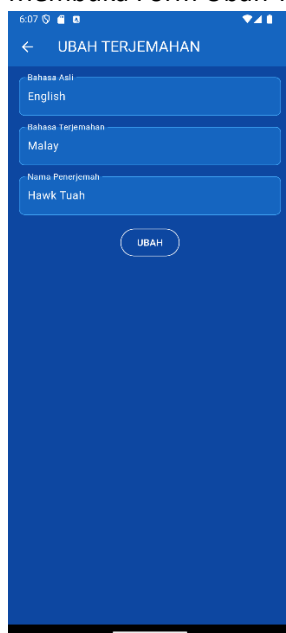 6:07
UBAH TERJEMAHAN
Bahasa Asli
English
Bahasa Terjemahan
Malay
Nama Penerjemah
Hawk Tuah
UBAH